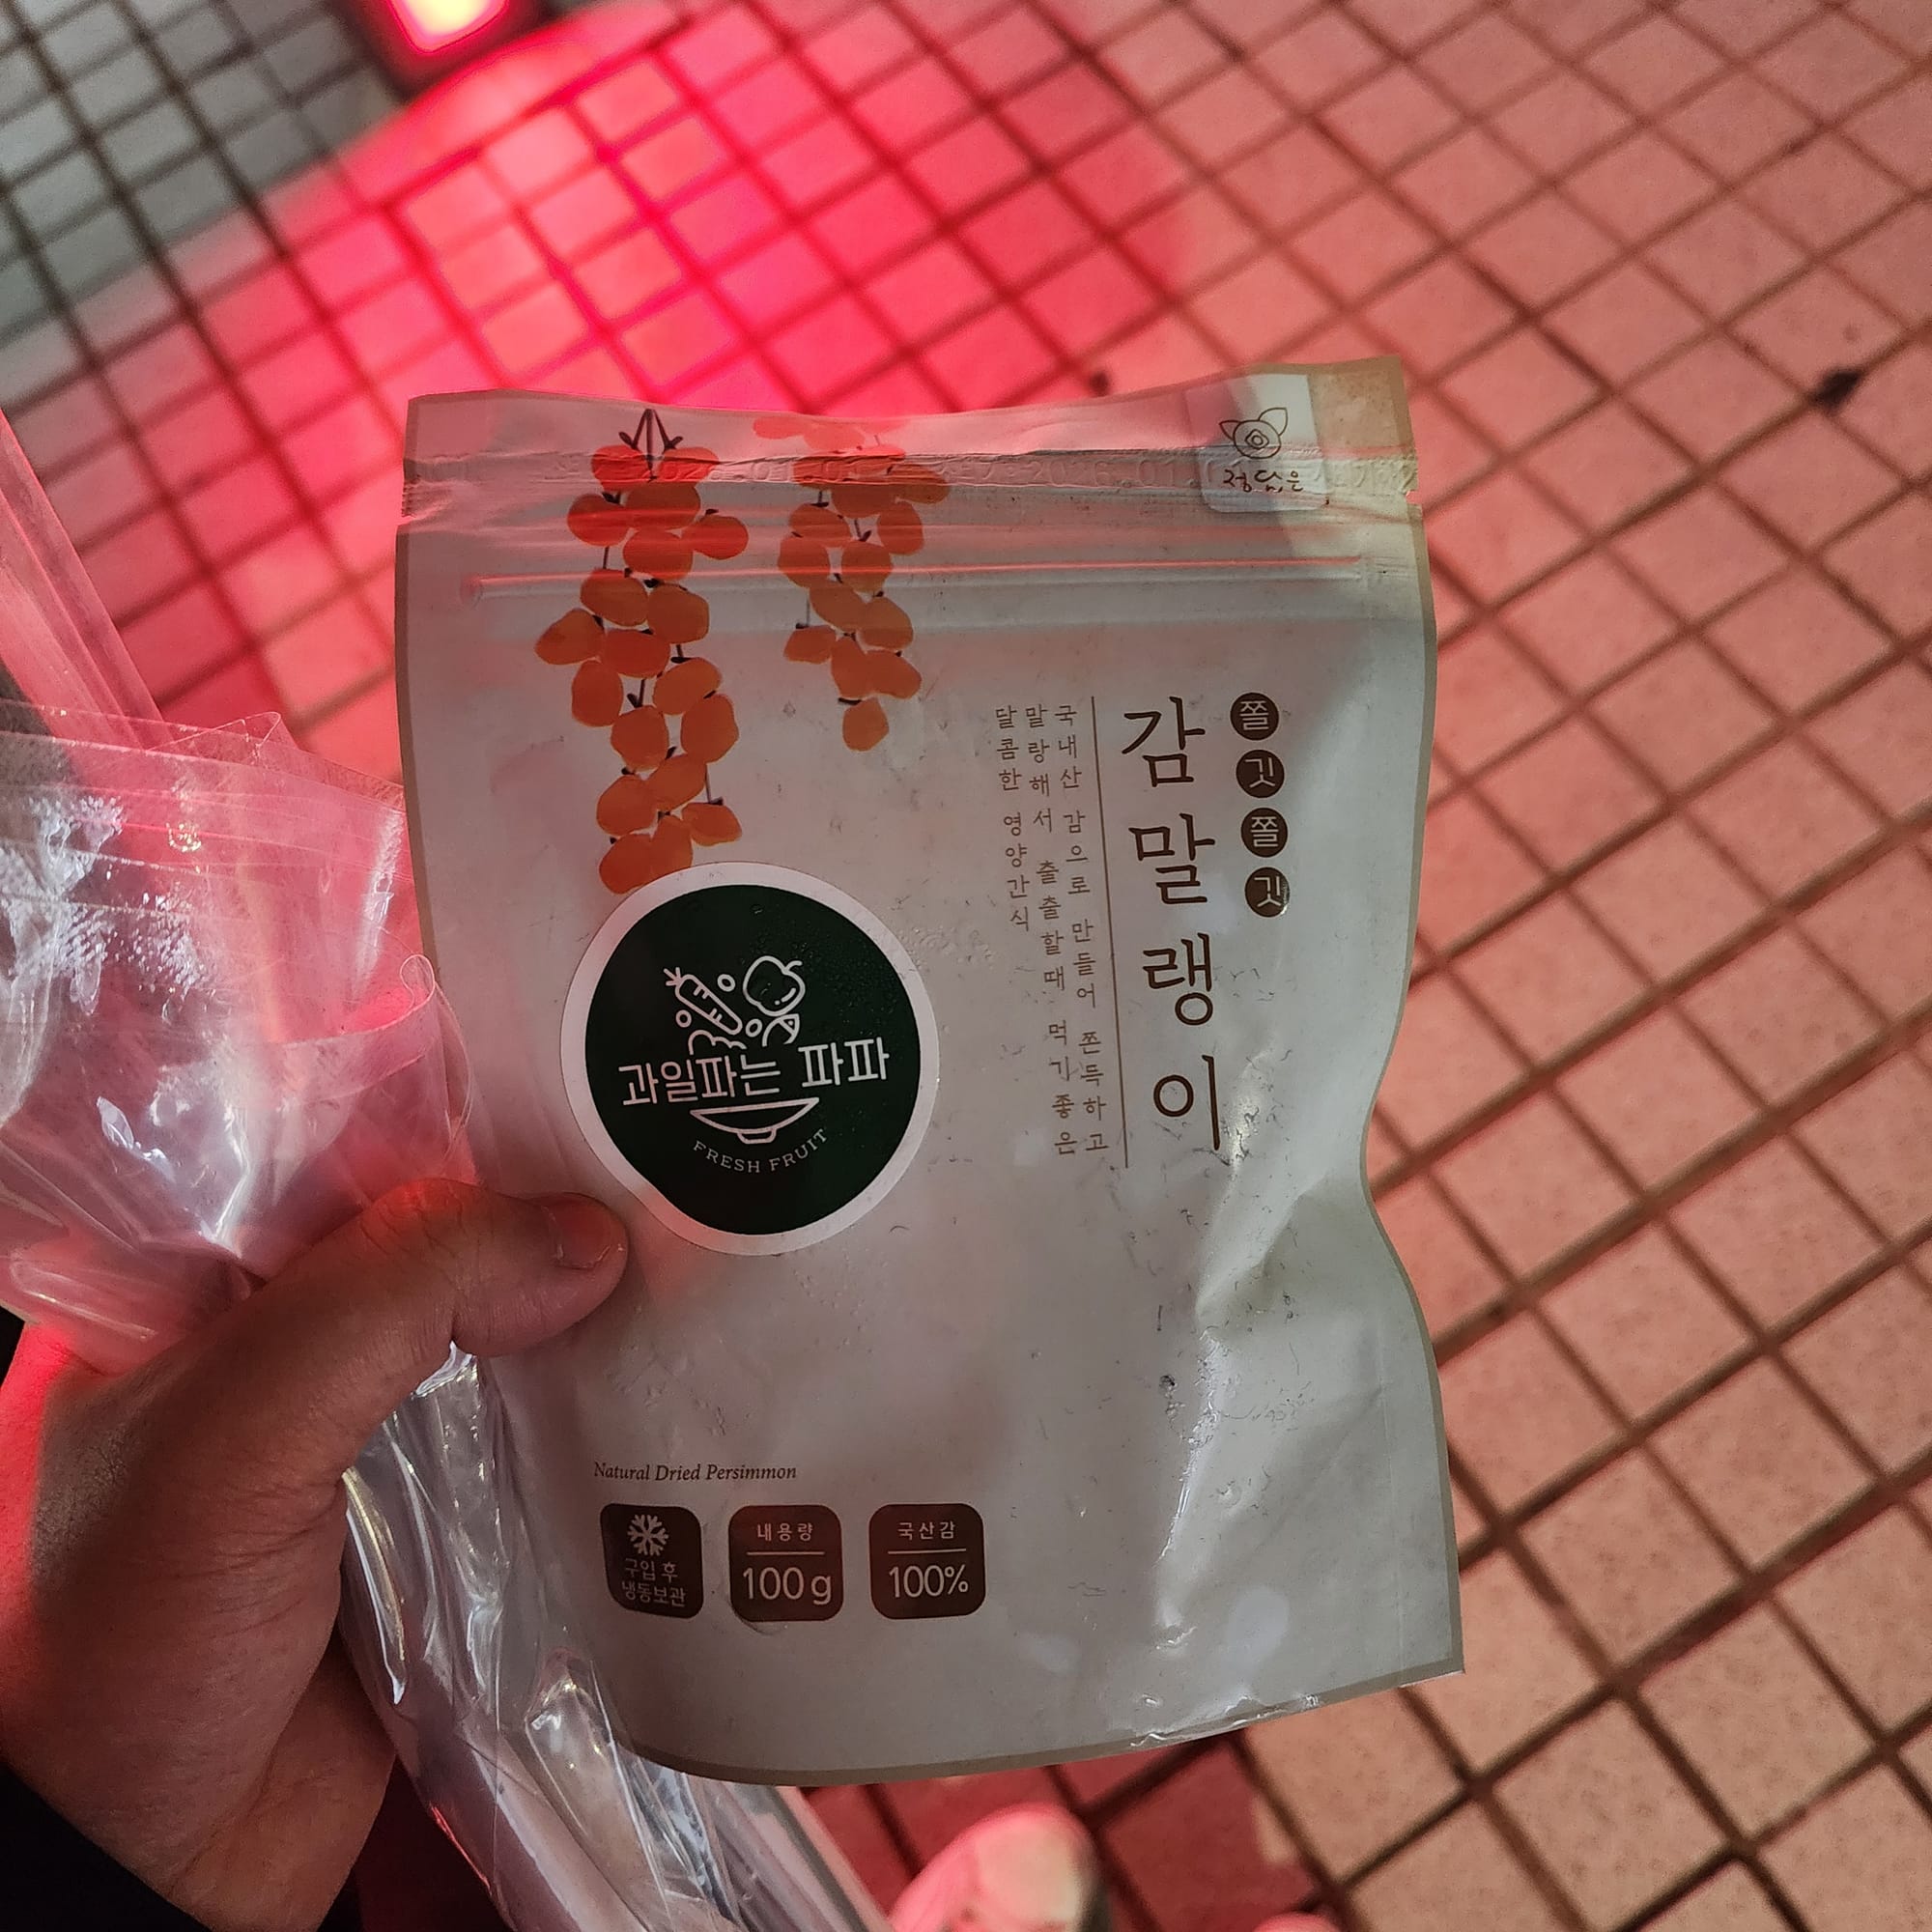 정담은
쫄깃쫄깃
감말랭이
국내산 감으로 만들어 쫀득하고
말랑해서 출출할때 먹기좋은
달콤한 영양간식
과일파는 파파
FRESH FRUIT
Natural Dried Persimmon
구입 후
냉동보관
내용량
100g
국산감
100%